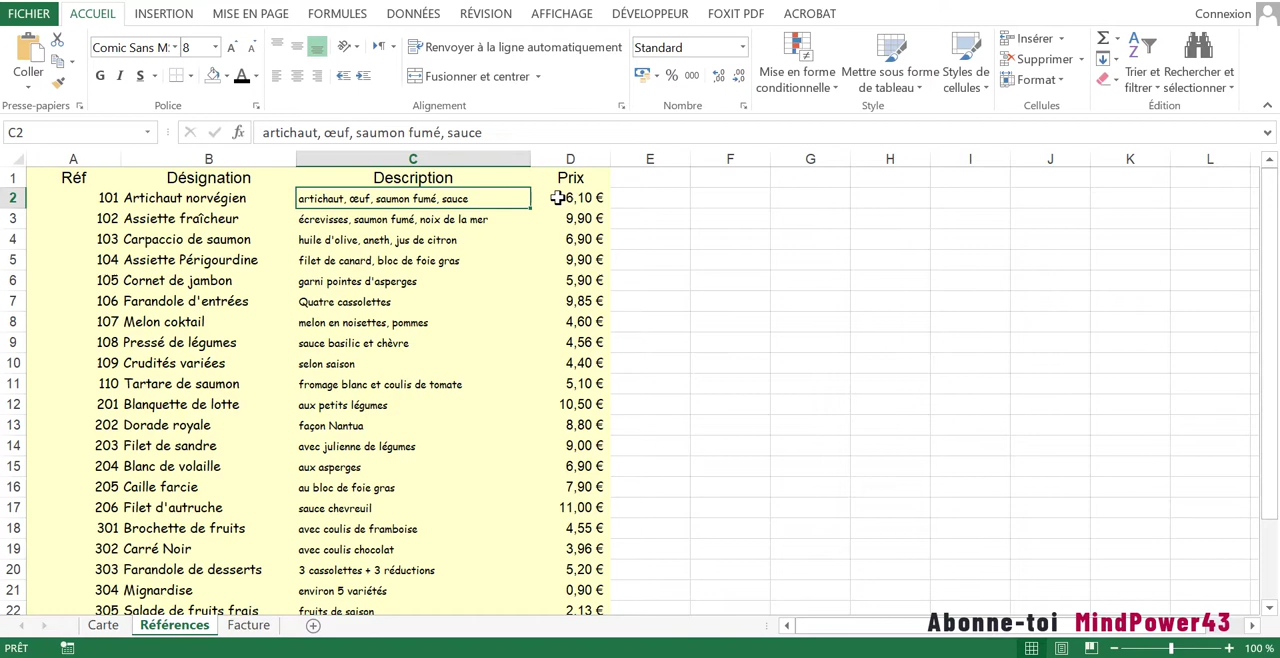 FICHIER ACCUEIL INSERTION MISE EN PAGE FORMULES DONNÉES RÉVISION AFFICHAGE DÉVELOPPEUR FOXIT PDF ACROBAT Connexion
Coller Comic Sans M: 8 Renvoyer à la ligne automatiquement Standard Insérer
G I S A Fusionner et centrer % 000 Mise en forme conditionnelle Mettre sous forme de tableau Styles de cellules Supprimer Format Trier et filtrer Rechercher et sélectionner
Presse-papiers Police Alignement Nombre Style Cellules Édition
C2 fx artichaut, œuf, saumon fumé, sauce
A B C D E F G H I J K L
1 Réf Désignation Description Prix
2 101 Artichaut norvégien artichaut, œuf, saumon fumé, sauce 6,10 €
3 102 Assiette fraîcheur écrevisses, saumon fumé, noix de la mer 9,90 €
4 103 Carpaccio de saumon huile d'olive, aneth, jus de citron 6,90 €
5 104 Assiette Périgourdine filet de canard, bloc de foie gras 9,90 €
6 105 Cornet de jambon garni pointes d'asperges 5,90 €
7 106 Farandole d'entrées Quatre cassolettes 9,85 €
8 107 Melon coktail melon en noisettes, pommes 4,60 €
9 108 Pressé de légumes sauce basilic et chèvre 4,56 €
10 109 Crudités variées selon saison 4,40 €
11 110 Tartare de saumon fromage blanc et coulis de tomate 5,10 €
12 201 Blanquette de lotte aux petits légumes 10,50 €
13 202 Dorade royale façon Nantua 8,80 €
14 203 Filet de sandre avec julienne de légumes 9,00 €
15 204 Blanc de volaille aux asperges 6,90 €
16 205 Caille farcie au bloc de foie gras 7,90 €
17 206 Filet d'autruche sauce chevreuil 11,00 €
18 301 Brochette de fruits avec coulis de framboise 4,55 €
19 302 Carré Noir avec coulis chocolat 3,96 €
20 303 Farandole de desserts 3 cassolettes + 3 réductions 5,20 €
21 304 Mignardise environ 5 variétés 0,90 €
22 305 Salade de fruits frais fruits de saison 2,13 €
Carte Références Facture Abonne-toi MindPower43
PRÊT 100 %